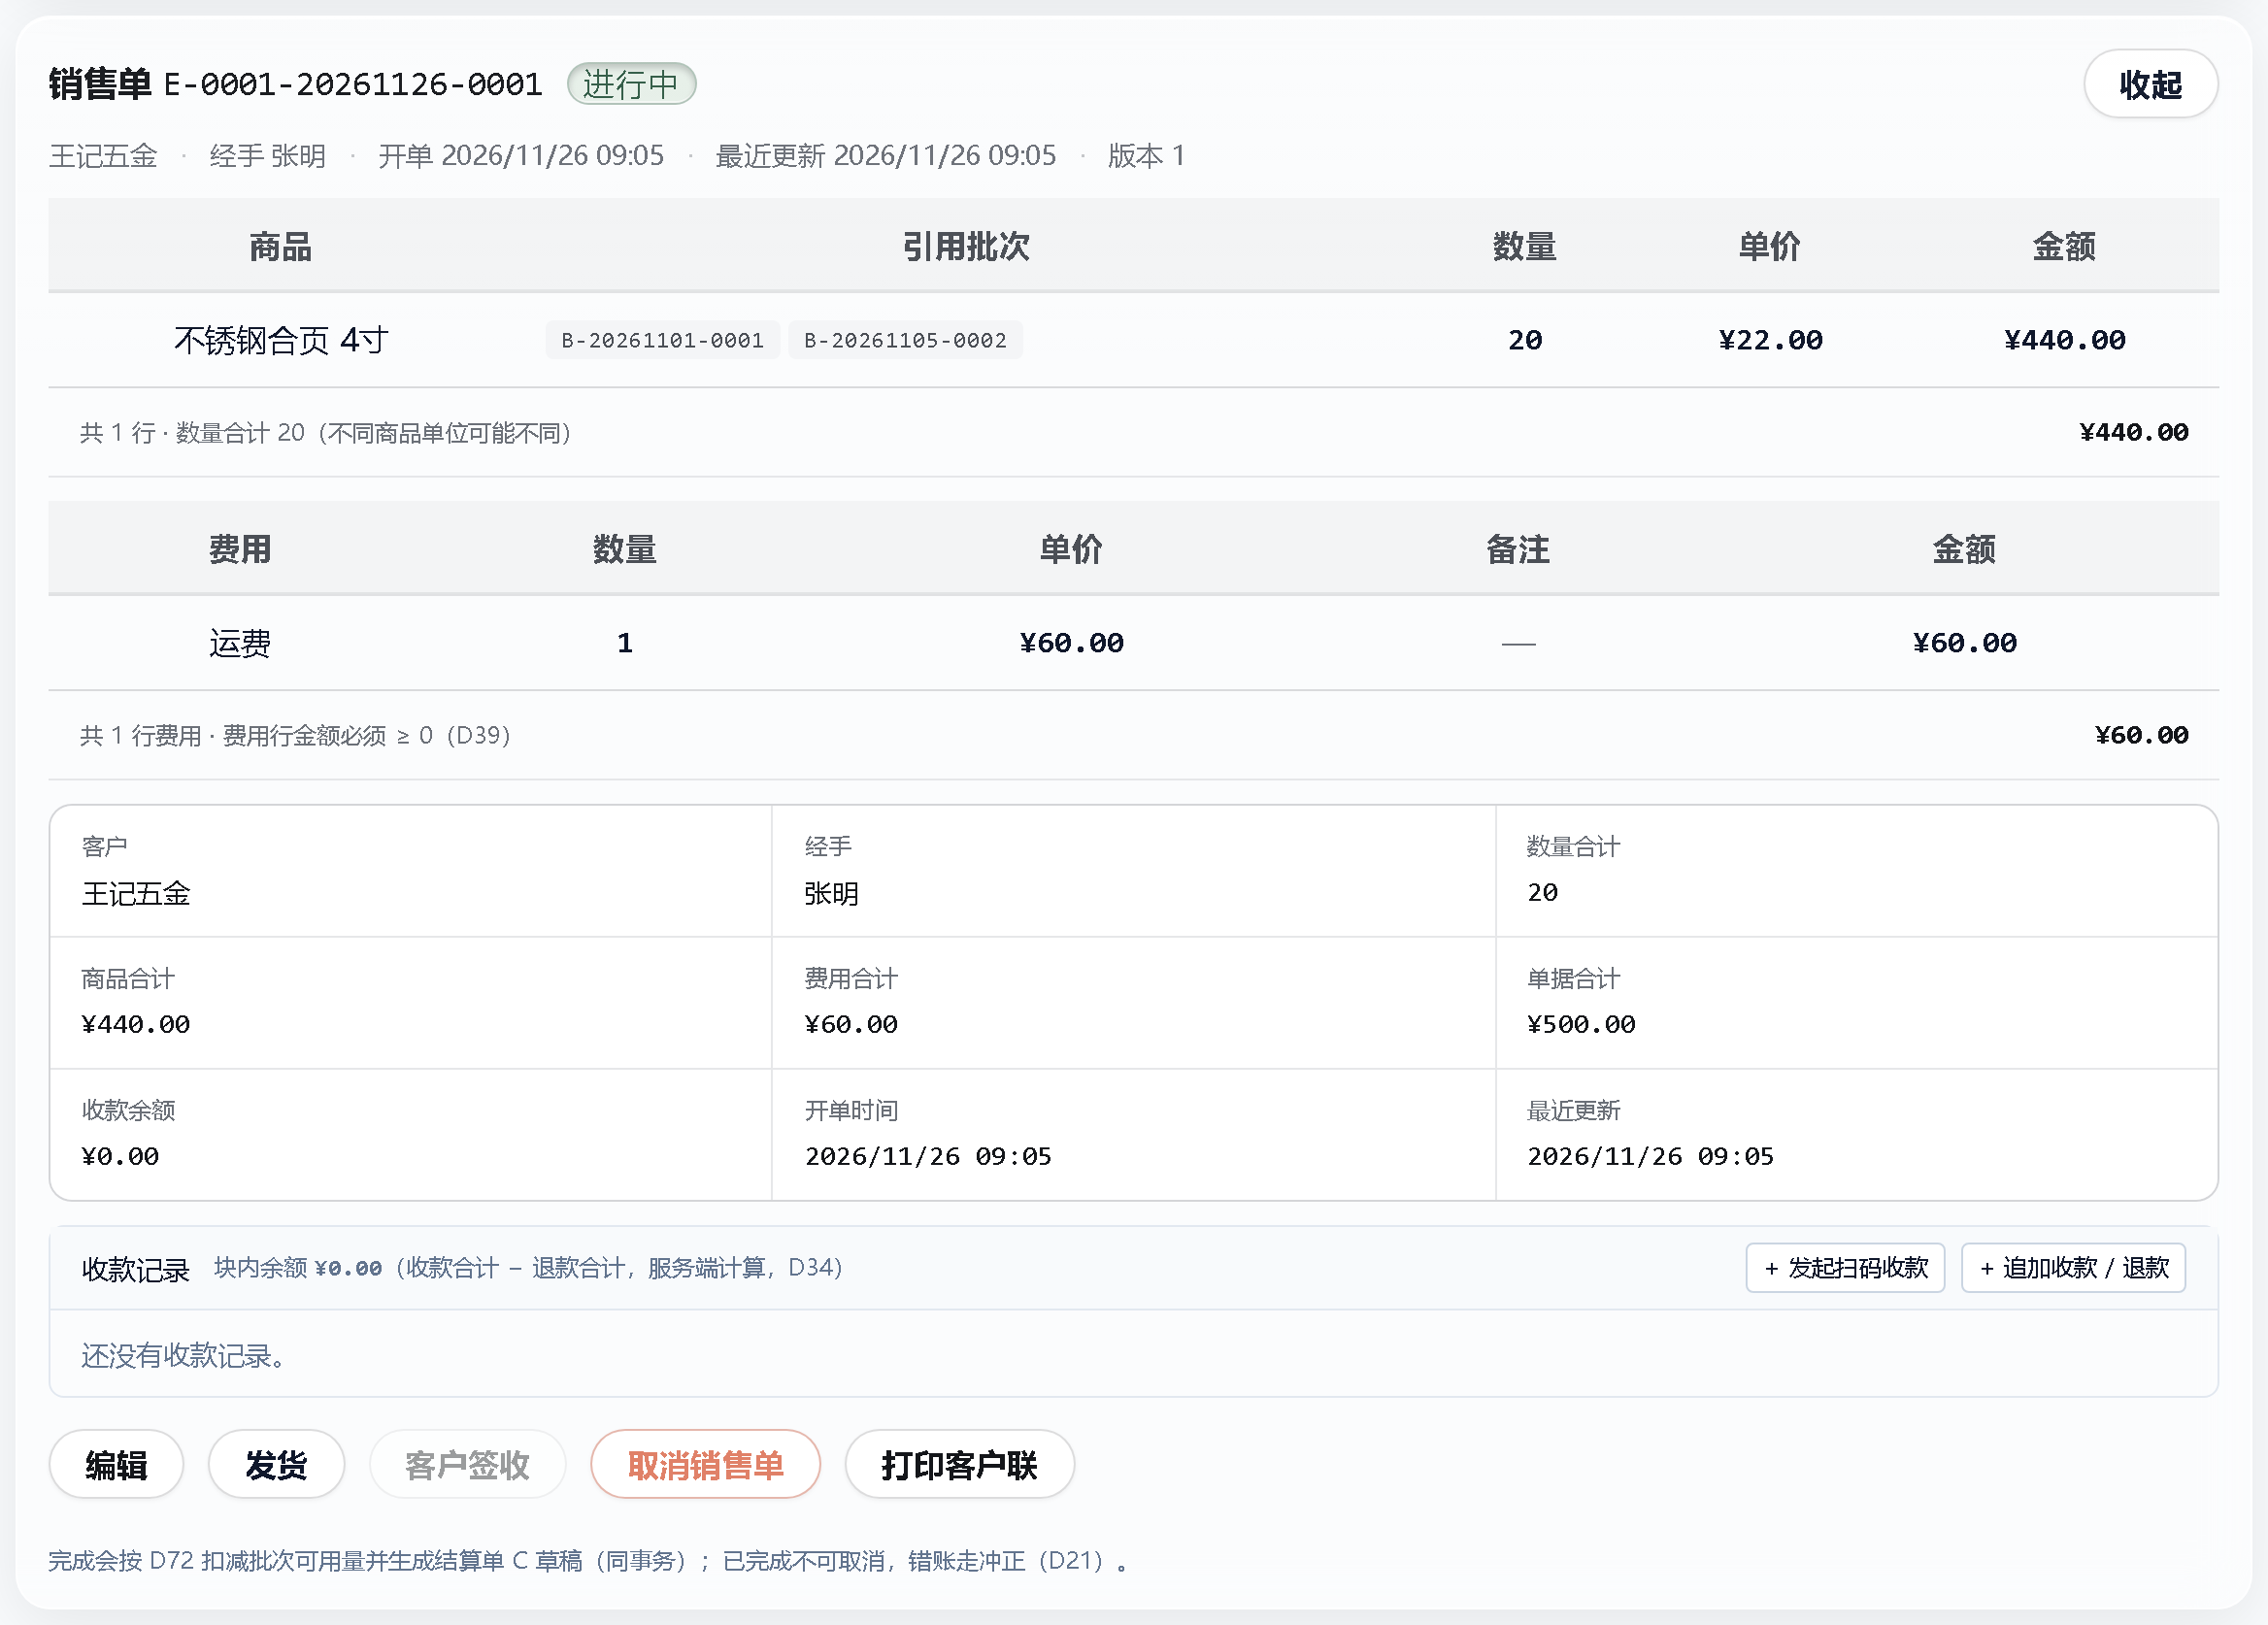 销售单 E-0001-20261126-0001 进行中 收起
王记五金 · 经手 张明 · 开单 2026/11/26 09:05 · 最近更新 2026/11/26 09:05 · 版本 1
商品 引用批次 数量 单价 金额
不锈钢合页 4寸 B-20261101-0001 B-20261105-0002 20 ¥22.00 ¥440.00
共 1 行 · 数量合计 20（不同商品单位可能不同） ¥440.00
费用 数量 单价 备注 金额
运费 1 ¥60.00 — ¥60.00
共 1 行费用 · 费用行金额必须 ≥ 0（D39） ¥60.00
客户 经手 数量合计
王记五金 张明 20
商品合计 费用合计 单据合计
¥440.00 ¥60.00 ¥500.00
收款余额 开单时间 最近更新
¥0.00 2026/11/26 09:05 2026/11/26 09:05
收款记录 块内余额 ¥0.00（收款合计 − 退款合计，服务端计算，D34） + 发起扫码收款 + 追加收款 / 退款
还没有收款记录。
编辑 发货 客户签收 取消销售单 打印客户联
完成会按 D72 扣减批次可用量并生成结算单 C 草稿（同事务）；已完成不可取消，错账走冲正（D21）。